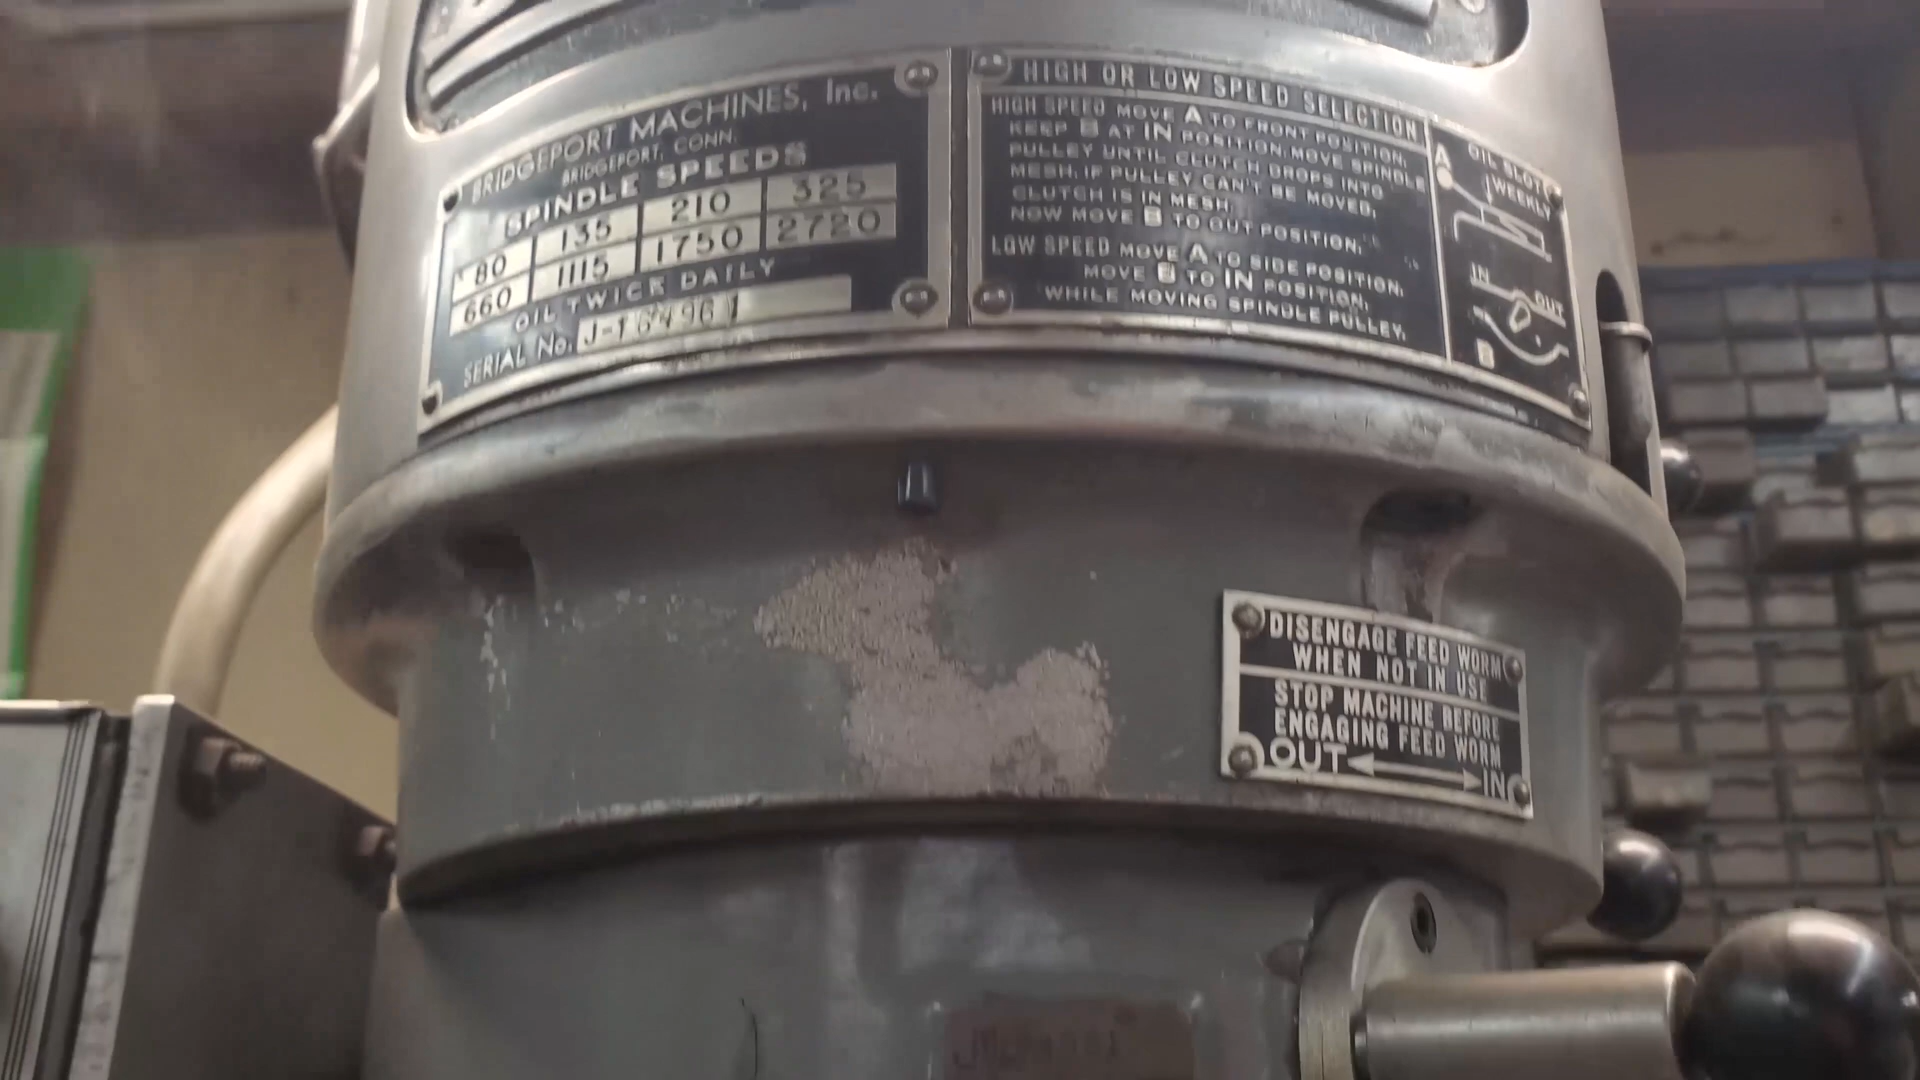 BRIDGEPORT MACHINES, Inc.
BRIDGEPORT, CONN.
SPINDLE SPEEDS
80 135 210 325
660 1115 1750 2720
OIL TWICE DAILY
SERIAL No.
HIGH OR LOW SPEED SELECTION
HIGH SPEED MOVE A TO FRONT POSITION.
KEEP B AT IN POSITION. MOVE SPINDLE
PULLEY UNTIL CLUTCH DROPS INTO
MESH. IF PULLEY CAN'T BE MOVED,
CLUTCH IS IN MESH.
NOW MOVE B TO OUT POSITION.
LOW SPEED MOVE A TO SIDE POSITION.
MOVE B TO IN POSITION,
WHILE MOVING SPINDLE PULLEY.
OIL SLOT
WEEKLY
A
IN
OUT
B
DISENGAGE FEED WORM
WHEN NOT IN USE
STOP MACHINE BEFORE
ENGAGING FEED WORM
OUT IN